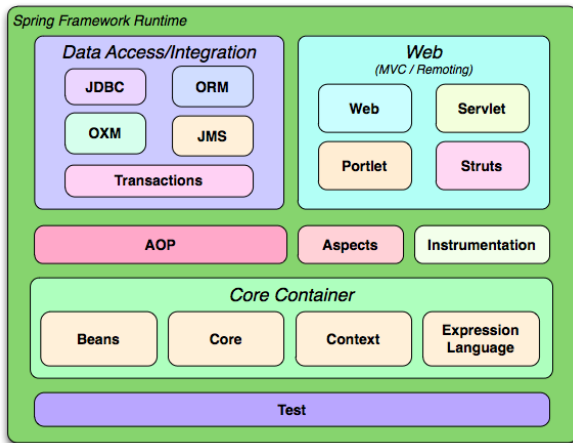 Spring Framework Runtime
Data Access/Integration
JDBC
ORM
OXM
JMS
Transactions
Web
(MVC / Remoting)
Web
Servlet
Portlet
Struts
AOP
Aspects
Instrumentation
Core Container
Beans
Core
Context
Expression
Language
Test